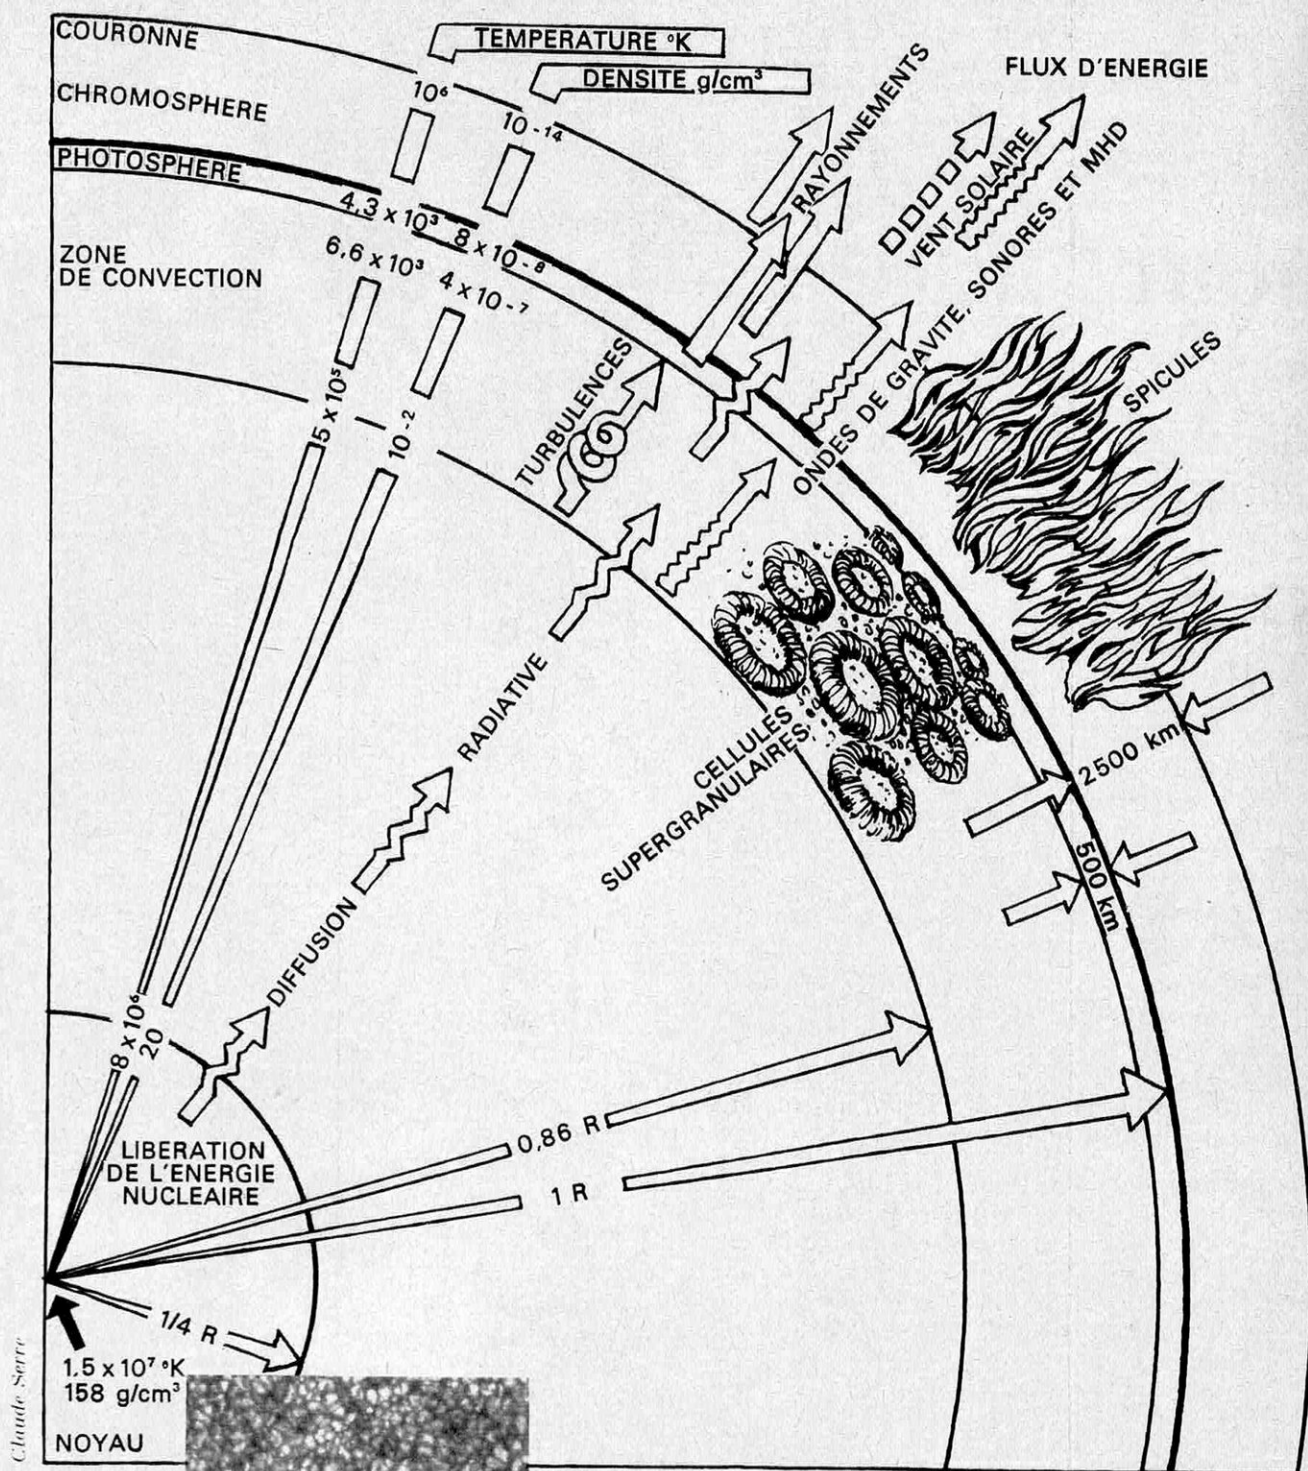 COURONNE
TEMPERATURE °K
DENSITE g/cm³
FLUX D'ENERGIE
CHROMOSPHERE
10⁶
10⁻¹⁴
RAYONNEMENTS
VENT SOLAIRE
PHOTOSPHERE
4,3 x 10³
8 x 10⁻⁸
ZONE
DE CONVECTION
6,6 x 10³
4 x 10⁻⁷
ONDES DE GRAVITE, SONORES ET MHD
SPICULES
TURBULENCES
5 x 10⁵
10⁻²
CELLULES
SUPERGRANULAIRES
2500 km
500 km
DIFFUSION
RADIATIVE
8 x 10⁶
20
LIBERATION
DE L'ENERGIE
NUCLEAIRE
0,86 R
1 R
1/4 R
1.5 x 10⁷ °K
158 g/cm³
NOYAU
Claude Serre